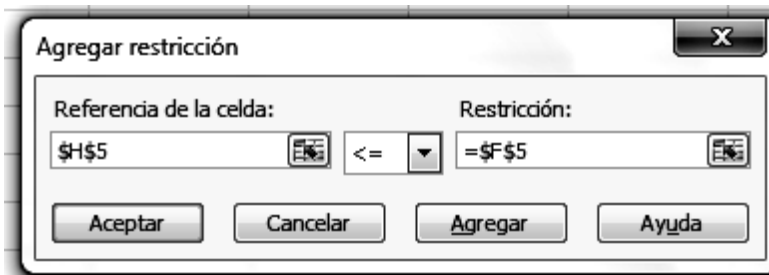 Agregar restricción
Referencia de la celda: Restricción:
$H$5 <= =$F$5
Aceptar Cancelar Agregar Ayuda